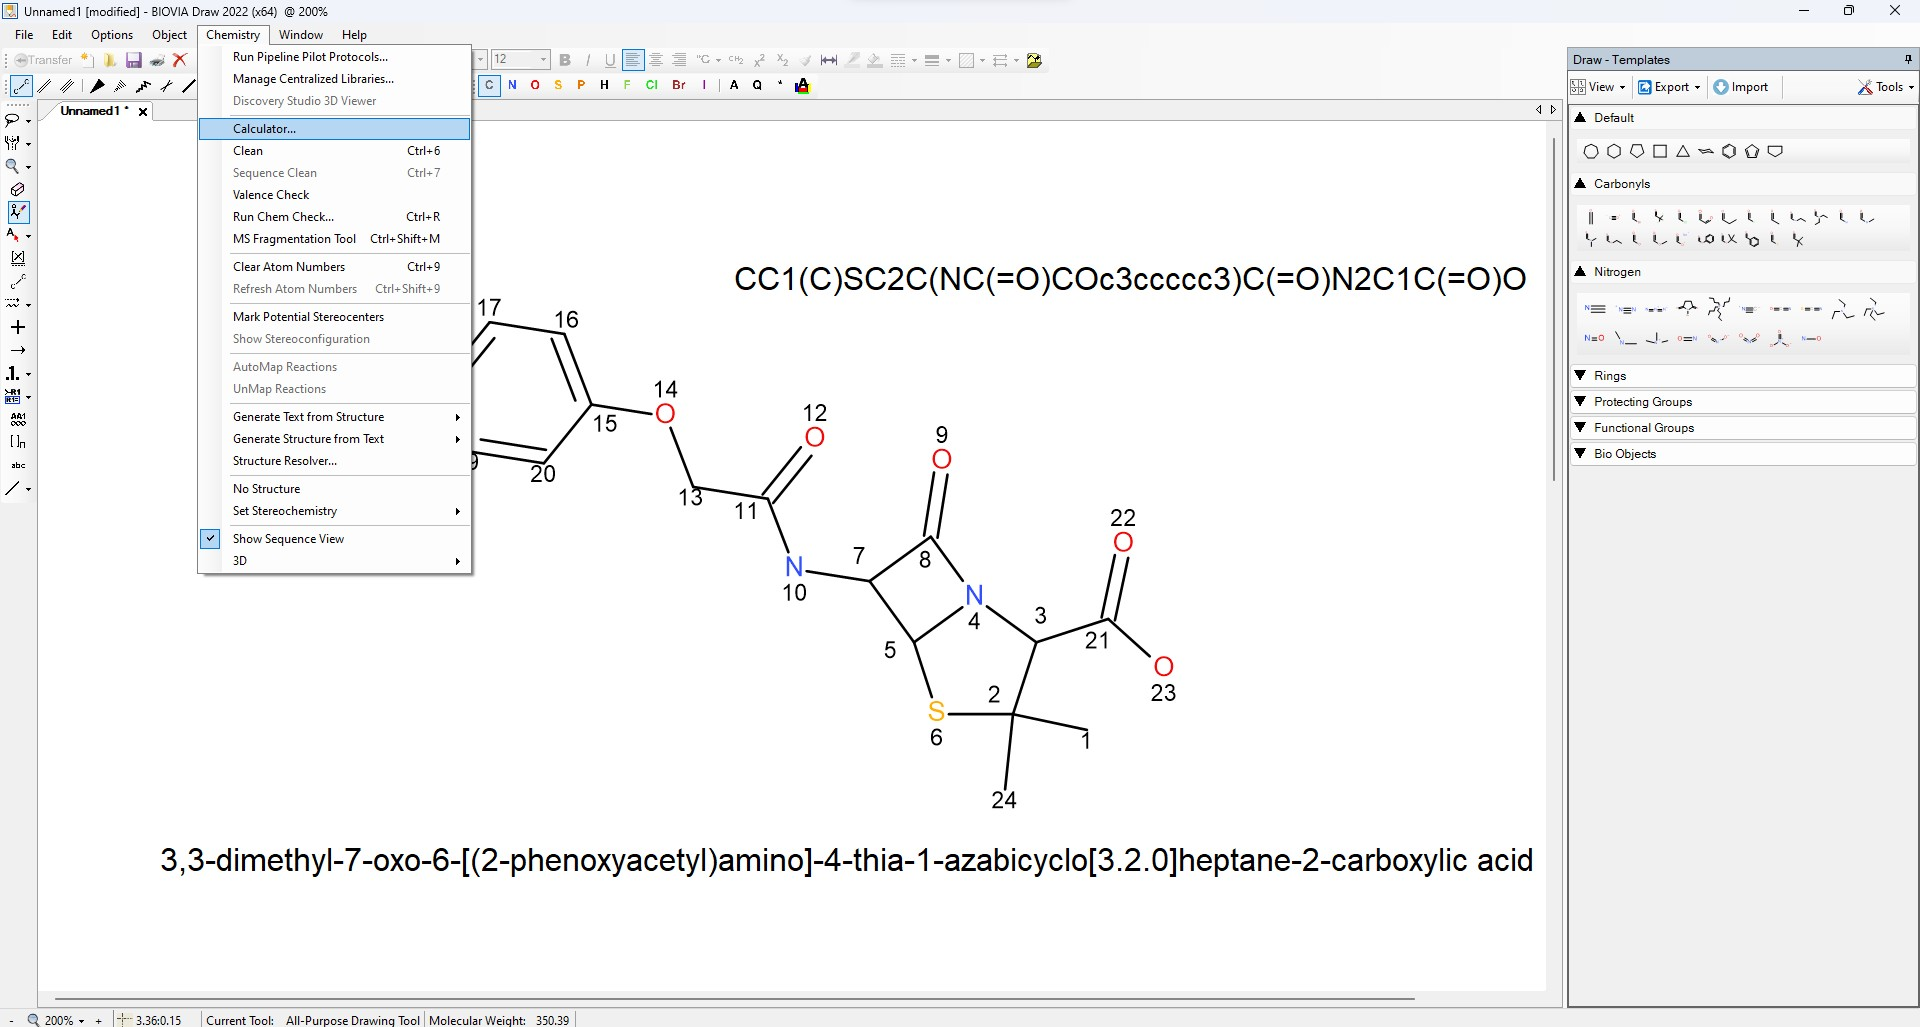 Unnamed1 [modified] - BIOVIA Draw 2022 (x64) @ 200%
File Edit Options Object Chemistry Window Help
Transfer 12 B I U °C CH2 X2 X2
C N O S P H F Cl Br I A Q * A
Unnamed1 *
Run Pipeline Pilot Protocols...
Manage Centralized Libraries...
Discovery Studio 3D Viewer
Calculator...
Clean Ctrl+6
Sequence Clean Ctrl+7
Valence Check
Run Chem Check... Ctrl+R
MS Fragmentation Tool Ctrl+Shift+M
Clear Atom Numbers Ctrl+9
Refresh Atom Numbers Ctrl+Shift+9
Mark Potential Stereocenters
Show Stereoconfiguration
AutoMap Reactions
UnMap Reactions
Generate Text from Structure
Generate Structure from Text
Structure Resolver...
No Structure
Set Stereochemistry
Show Sequence View
3D
CC1(C)SC2C(NC(=O)COc3ccccc3)C(=O)N2C1C(=O)O
17
16
14
O
15
20
13
12
O
11
N
10
9
O
7
8
N
4
5
3
22
O
21
O
23
2
S
6
1
24
3,3-dimethyl-7-oxo-6-[(2-phenoxyacetyl)amino]-4-thia-1-azabicyclo[3.2.0]heptane-2-carboxylic acid
Draw - Templates
View Export Import Tools
Default
Carbonyls
Nitrogen
Rings
Protecting Groups
Functional Groups
Bio Objects
- 200% + 3.36:0.15 Current Tool: All-Purpose Drawing Tool Molecular Weight: 350.39